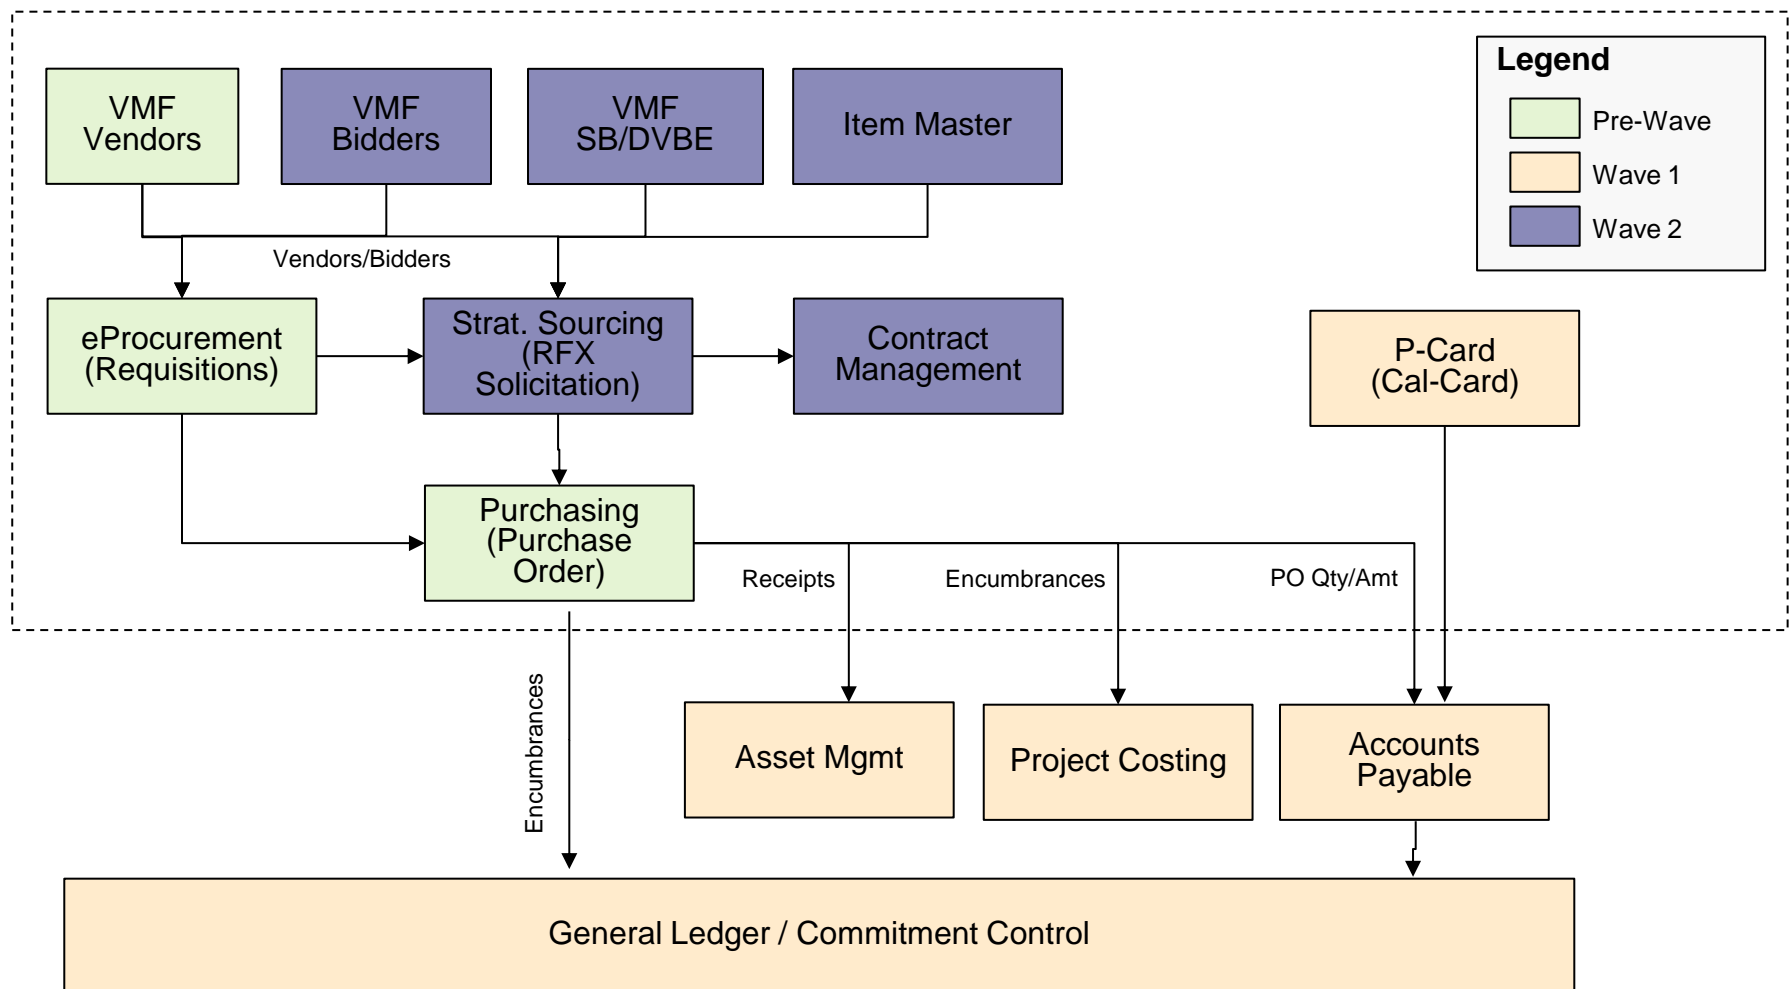 Legend
Pre-Wave
Wave 1
Wave 2
VMF
Vendors
VMF
Bidders
VMF
SB/DVBE
Item Master
Vendors/Bidders
eProcurement
(Requisitions)
Strat. Sourcing
(RFX
Solicitation)
Contract
Management
P-Card
(Cal-Card)
Purchasing
(Purchase
Order)
Receipts
Encumbrances
PO Qty/Amt
Encumbrances
Asset Mgmt
Project Costing
Accounts
Payable
General Ledger / Commitment Control